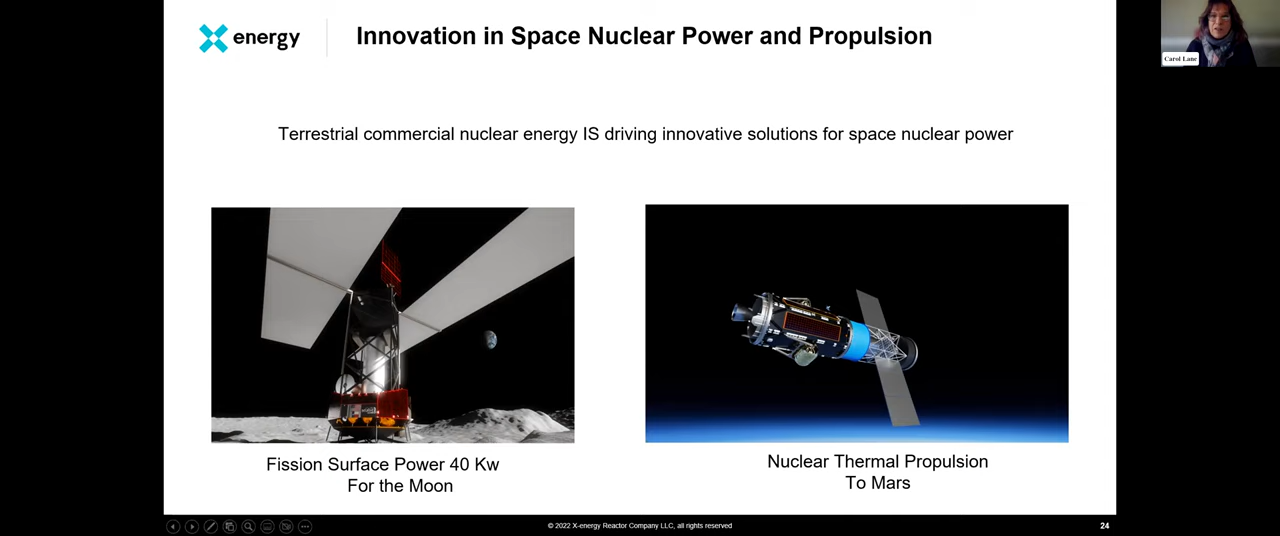 energy
Innovation in Space Nuclear Power and Propulsion
Carol Lane
Terrestrial commercial nuclear energy IS driving innovative solutions for space nuclear power
Fission Surface Power 40 Kw
For the Moon
Nuclear Thermal Propulsion
To Mars
© 2022 X-energy Reactor Company LLC, all rights reserved
24